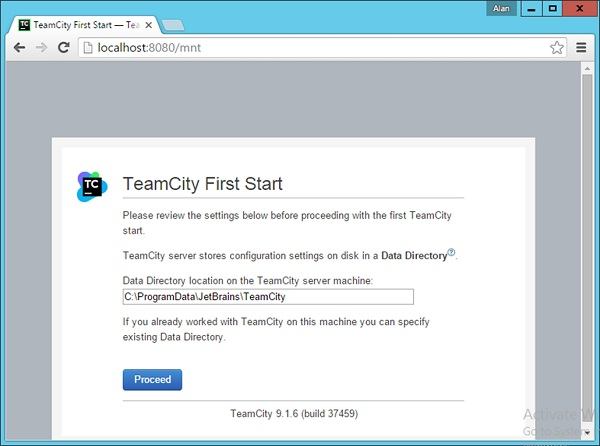 Alan
TeamCity First Start — Tea
localhost:8080/mnt
TC
TeamCity First Start
Please review the settings below before proceeding with the first TeamCity
start.
TeamCity server stores configuration settings on disk in a Data Directory?.
Data Directory location on the TeamCity server machine:
C:\ProgramData\JetBrains\TeamCity
If you already worked with TeamCity on this machine you can specify
existing Data Directory.
Proceed
TeamCity 9.1.6 (build 37459)
Activate W
Go to System